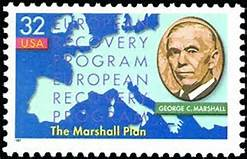 32
USA
EUROPEAN
RECOVERY
PROGRAM
EUROPEAN
RECOVERY
PROGRAM
GEORGE C. MARSHALL
The Marshall Plan